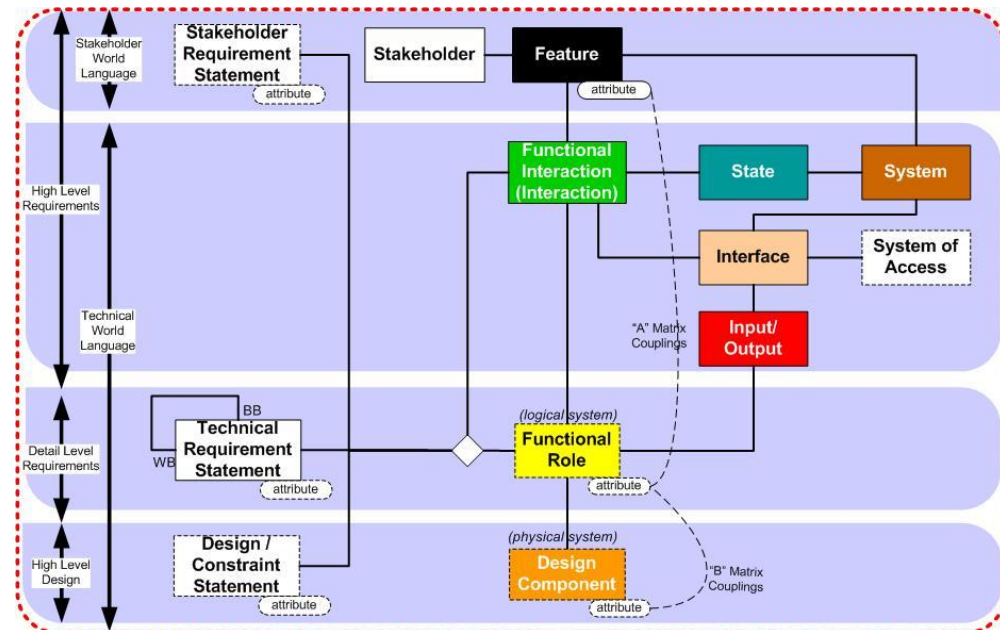 Stakeholder
World
Language
Stakeholder
Requirement
Statement
attribute
Stakeholder
Feature
attribute
High Level
Requirements
Functional
Interaction
(Interaction)
State
System
Interface
System of
Access
Technical
World
Language
"A" Matrix
Couplings
Input/
Output
Detail Level
Requirements
BB
WB
Technical
Requirement
Statement
attribute
(logical system)
Functional
Role
attribute
High Level
Design
Design /
Constraint
Statement
attribute
(physical system)
Design
Component
attribute
"B" Matrix
Couplings